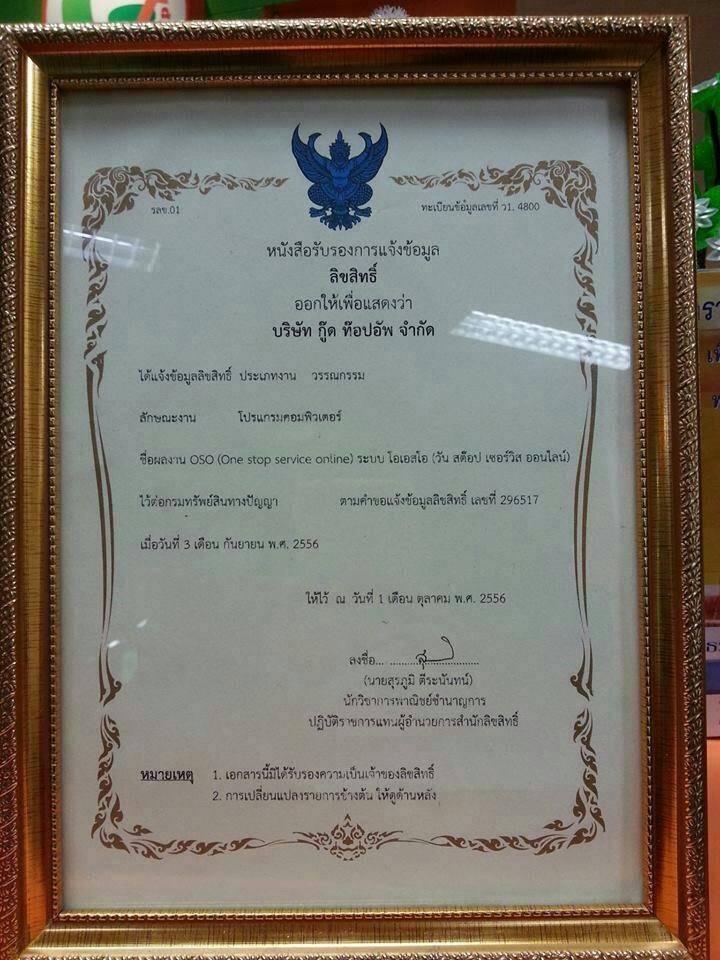 รลข.01 ทะเบียนข้อมูลเลขที่ ว1. 4800
หนังสือรับรองการแจ้งข้อมูล
ลิขสิทธิ์
ออกให้เพื่อแสดงว่า
บริษัท กู๊ด ท๊อปอัพ จำกัด
ได้แจ้งข้อมูลลิขสิทธิ์ ประเภทงาน วรรณกรรม
ลักษณะงาน โปรแกรมคอมพิวเตอร์
ชื่อผลงาน OSO (One stop service online) ระบบ โอเอสโอ (วัน สต๊อป เซอร์วิส ออนไลน์)
ไว้ต่อกรมทรัพย์สินทางปัญญา ตามคำขอแจ้งข้อมูลลิขสิทธิ์ เลขที่ 296517
เมื่อวันที่ 3 เดือน กันยายน พ.ศ. 2556
ให้ไว้ ณ วันที่ 1 เดือน ตุลาคม พ.ศ. 2556
ลงชื่อ... ............................
(นายสุรภูมิ ตีระนันทน์)
นักวิชาการพาณิชย์ชำนาญการ
ปฏิบัติราชการแทนผู้อำนวยการสำนักลิขสิทธิ์
หมายเหตุ 1. เอกสารนี้มิได้รับรองความเป็นเจ้าของลิขสิทธิ์
2. การเปลี่ยนแปลงรายการข้างต้น ให้ดูด้านหลัง